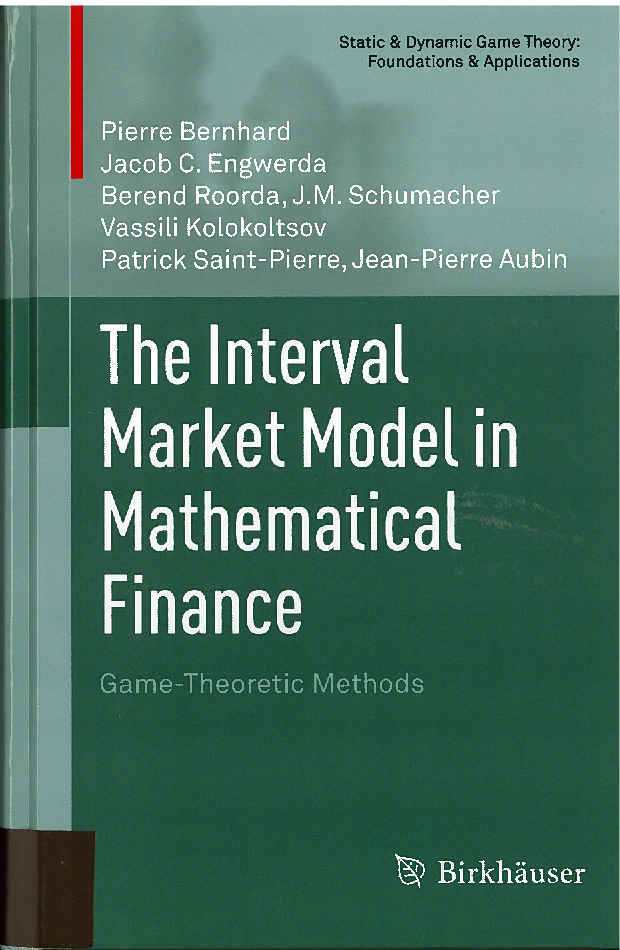 Static & Dynamic Game Theory:
Foundations & Applications
Pierre Bernhard
Jacob C. Engwerda
Berend Roorda, J.M. Schumacher
Vassili Kolokoltsov
Patrick Saint-Pierre, Jean-Pierre Aubin
The Interval
Market Model in
Mathematical
Finance
Game-Theoretic Methods
Birkhäuser